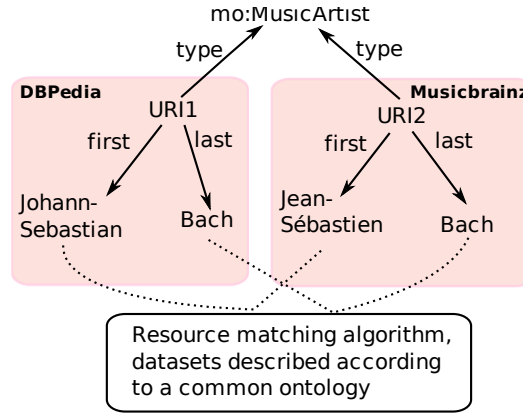 mo:MusicArtist
type
type
DBPedia
Musicbrainz
URI1
URI2
first
last
first
last
Johann-
Sebastian
Bach
Jean-
Sébastien
Bach
Resource matching algorithm,
datasets described according
to a common ontology